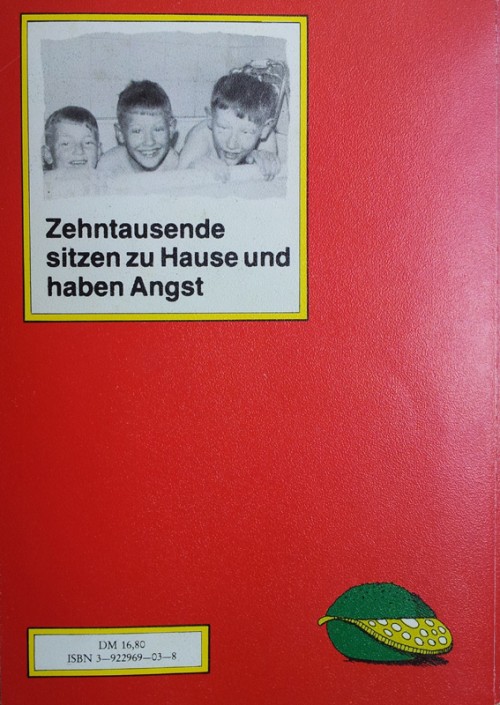 Zehntausende
sitzen zu Hause und
haben Angst
DM 16,80
ISBN 3—922969—03—8